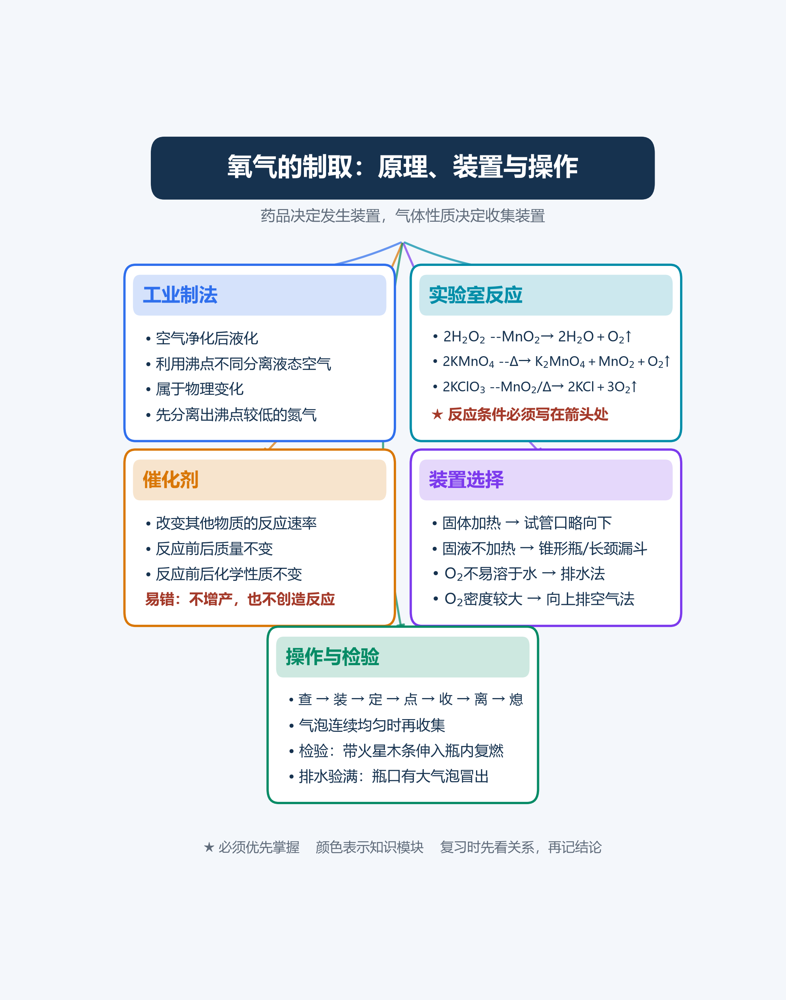 氧气的制取：原理、装置与操作
药品决定发生装置，气体性质决定收集装置
工业制法
• 空气净化后液化
• 利用沸点不同分离液态空气
• 属于物理变化
• 先分离出沸点较低的氮气
实验室反应
• 2H₂O₂ --MnO₂→ 2H₂O + O₂↑
• 2KMnO₄ --Δ→ K₂MnO₄ + MnO₂ + O₂↑
• 2KClO₃ --MnO₂/Δ→ 2KCl + 3O₂↑
★ 反应条件必须写在箭头处
催化剂
• 改变其他物质的反应速率
• 反应前后质量不变
• 反应前后化学性质不变
易错：不增产，也不创造反应
装置选择
• 固体加热 → 试管口略向下
• 固液不加热 → 锥形瓶/长颈漏斗
• O₂不易溶于水 → 排水法
• O₂密度较大 → 向上排空气法
操作与检验
• 查 → 装 → 定 → 点 → 收 → 离 → 熄
• 气泡连续均匀时再收集
• 检验：带火星木条伸入瓶内复燃
• 排水验满：瓶口有大气泡冒出
★ 必须优先掌握 颜色表示知识模块 复习时先看关系，再记结论